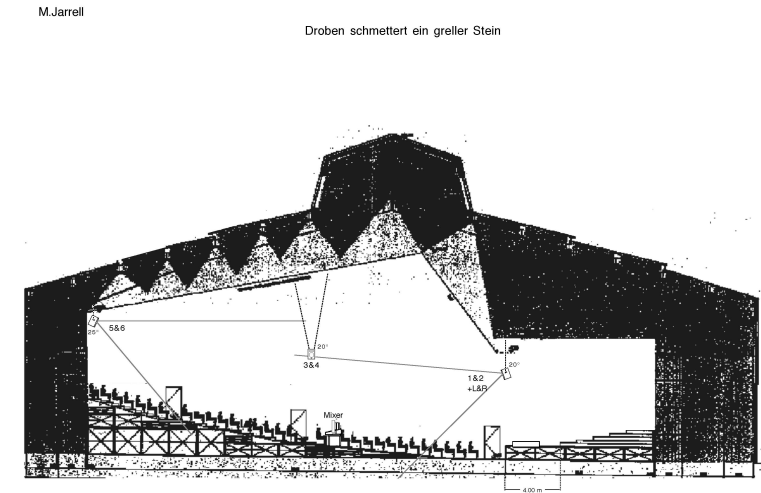 M.Jarrell
Droben schmettert ein greller Stein
5&6
25°
20°
3&4
20°
1&2
+L&R
Mixer
4.00 m